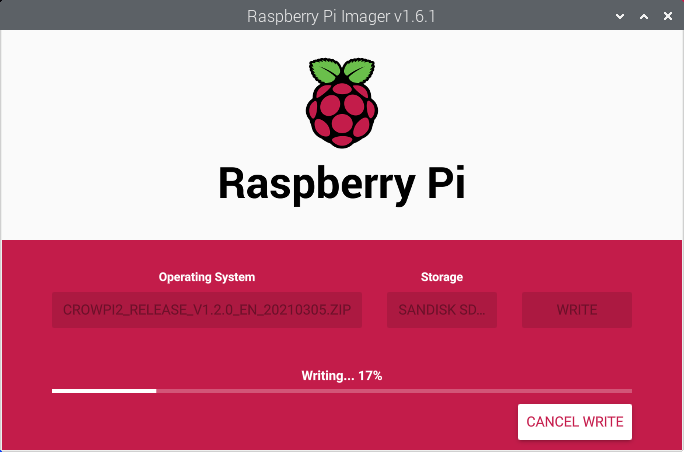 Raspberry Pi Imager v1.6.1
Raspberry Pi
Operating System
Storage
CROWPI2_RELEASE_V1.2.0_EN_20210305.ZIP
SANDISK SD...
WRITE
Writing... 17%
CANCEL WRITE